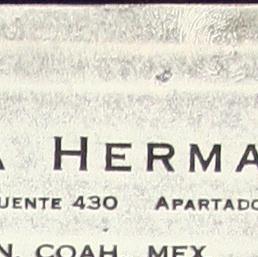 A HERMA
UENTE 430 APARTADO
N, COAH. MEX